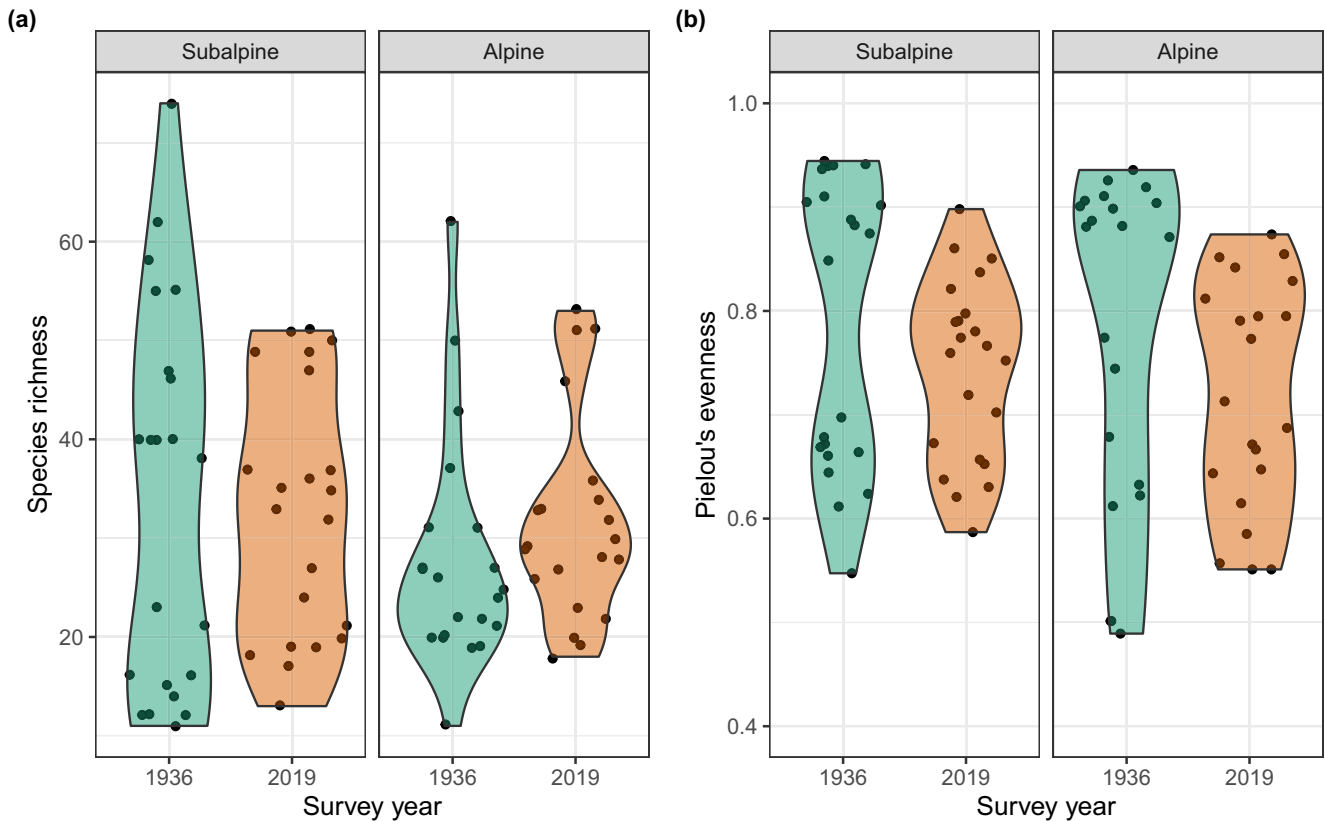 (a)
Subalpine
Alpine
Species richness
60
40
20
1936
2019
1936
2019
Survey year
(b)
Subalpine
Alpine
Pielou's evenness
1.0
0.8
0.6
0.4
1936
2019
1936
2019
Survey year